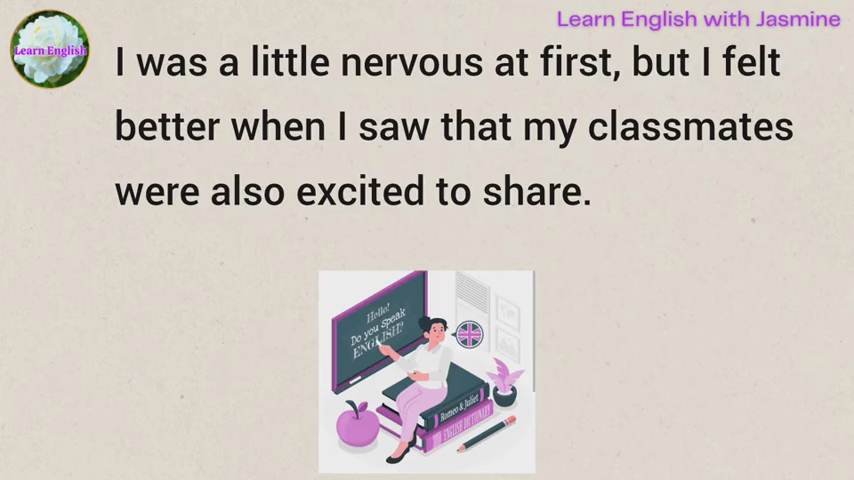 Learn English with Jasmine
Learn English
I was a little nervous at first, but I felt
better when I saw that my classmates
were also excited to share.
Hello!
Do you Speak
ENGLISH?
Romeo & Juliet
ENGLISH DICTIONARY